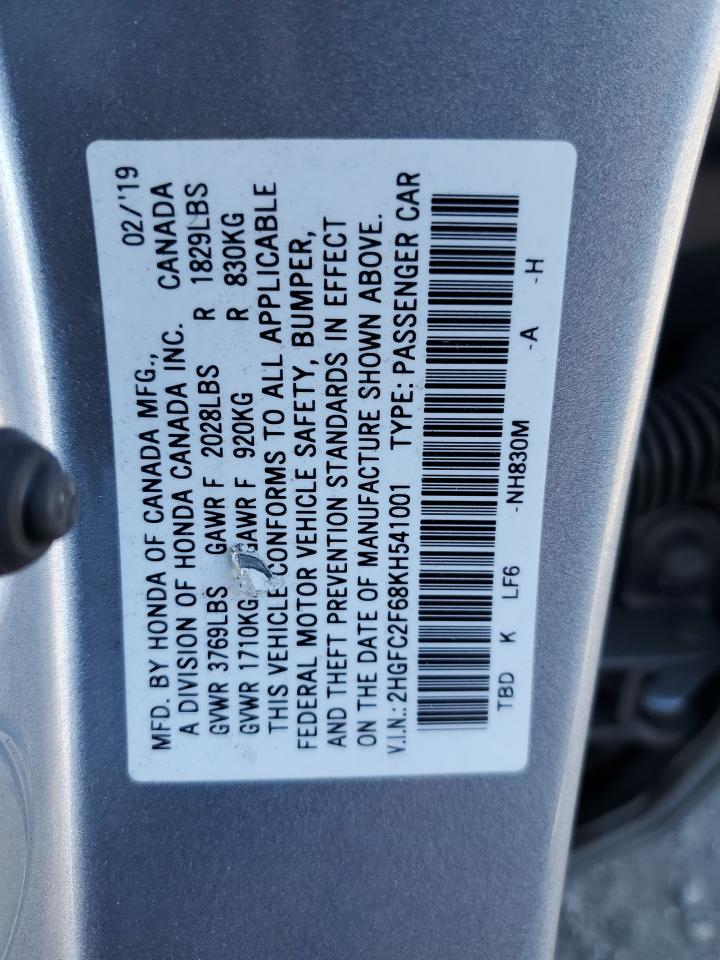 MFD. BY HONDA OF CANADA MFG., 02/'19
A DIVISION OF HONDA CANADA INC. CANADA
GVWR 3769LBS GAWR F 2028LBS R 1829LBS
GVWR 1710KG GAWR F 920KG R 830KG
THIS VEHICLE CONFORMS TO ALL APPLICABLE
FEDERAL MOTOR VEHICLE SAFETY, BUMPER,
AND THEFT PREVENTION STANDARDS IN EFFECT
ON THE DATE OF MANUFACTURE SHOWN ABOVE.
V.I.N.: 2HGFC2F68KH541001 TYPE: PASSENGER CAR
TBD K LF6 -NH830M -A -H